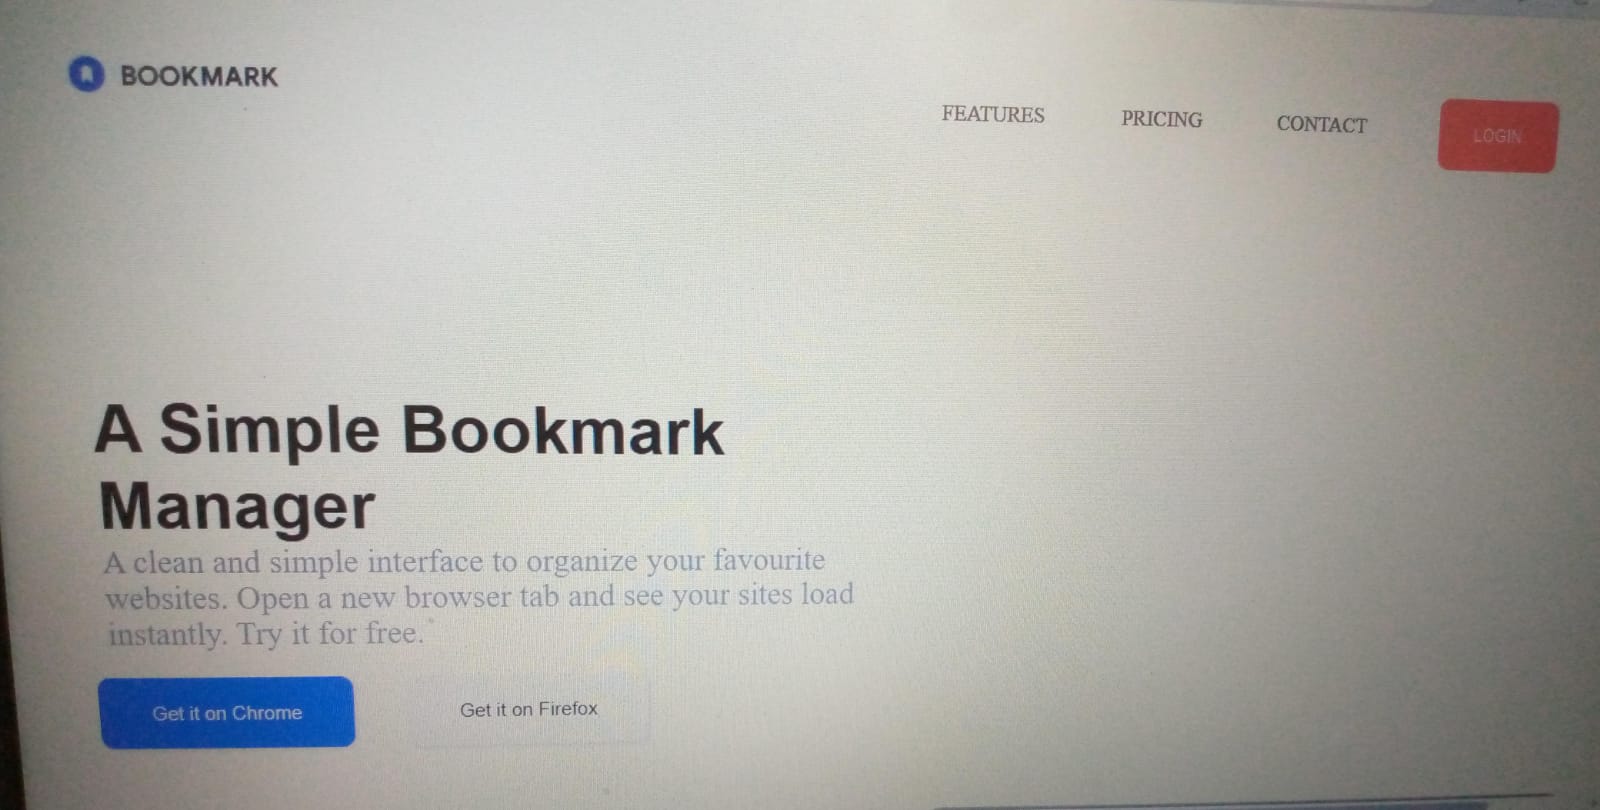 BOOKMARK
FEATURES PRICING CONTACT LOGIN
A Simple Bookmark
Manager
A clean and simple interface to organize your favourite
websites. Open a new browser tab and see your sites load
instantly. Try it for free.
Get it on Chrome Get it on Firefox